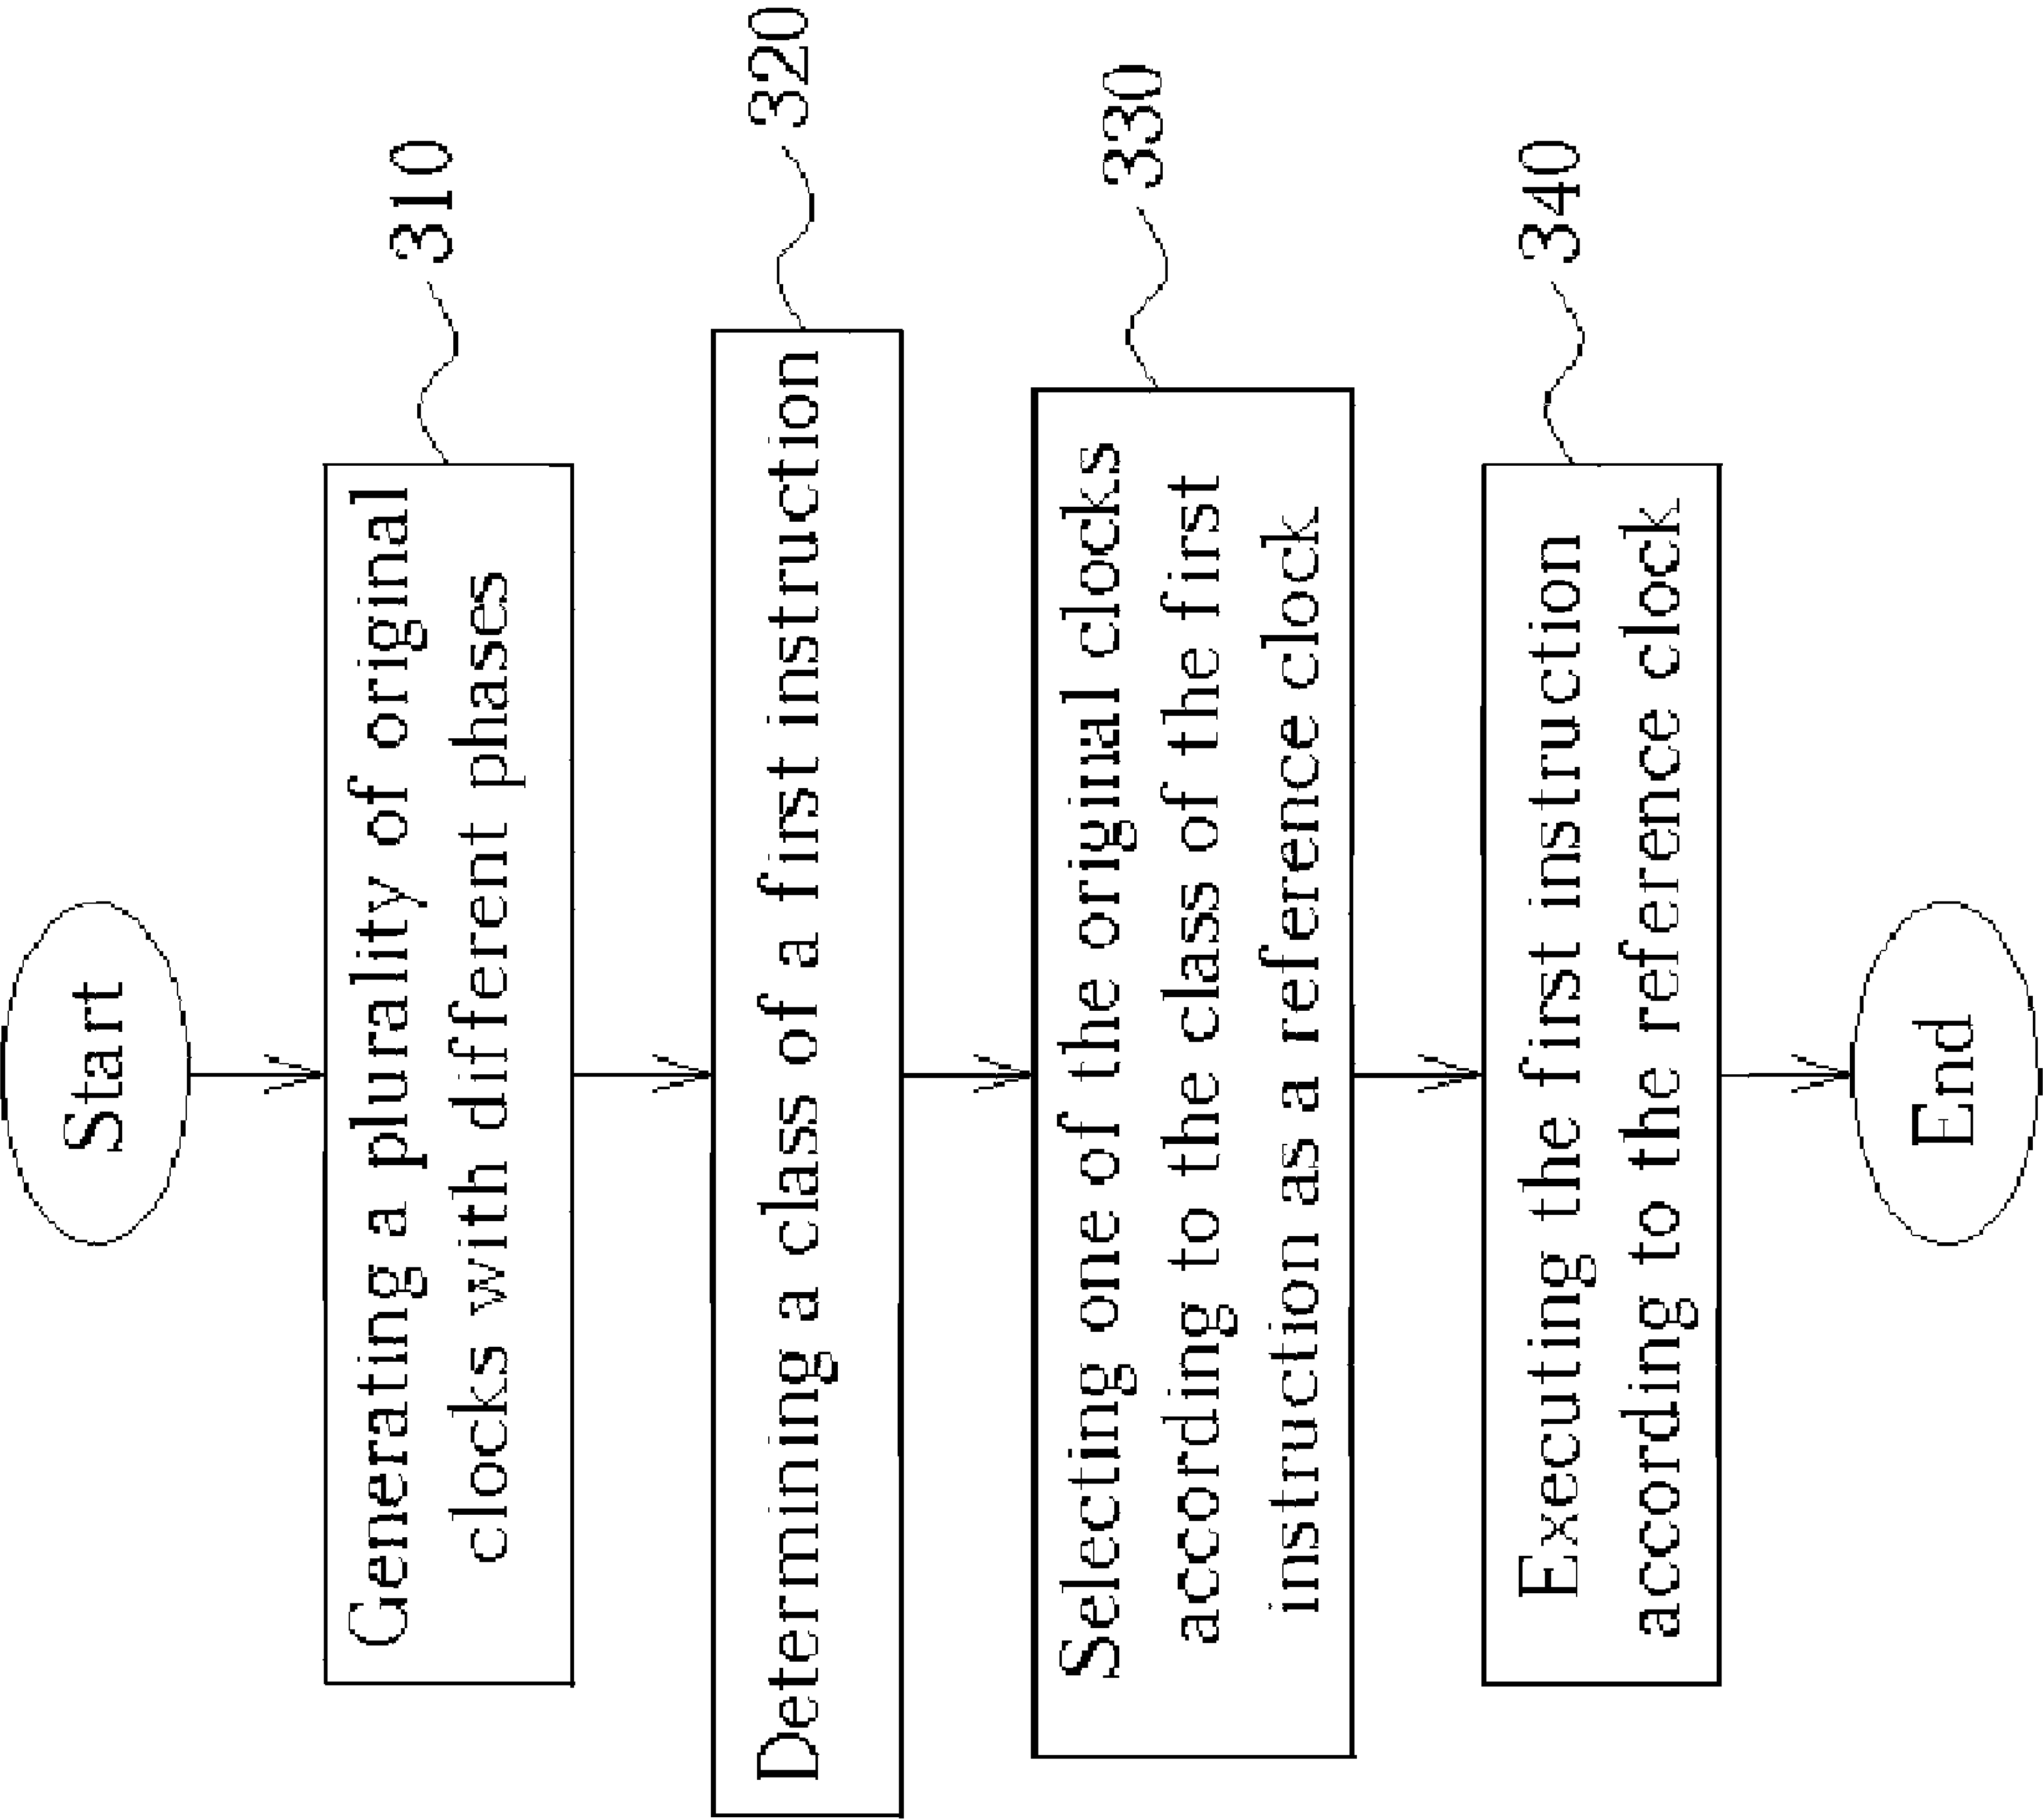 Start
310
Generating a plurality of original
clocks with different phases
320
Determining a class of a first instruction
330
Selecting one of the original clocks
according to the class of the first
instruction as a reference clock
340
Executing the first instruction
according to the reference clock
End